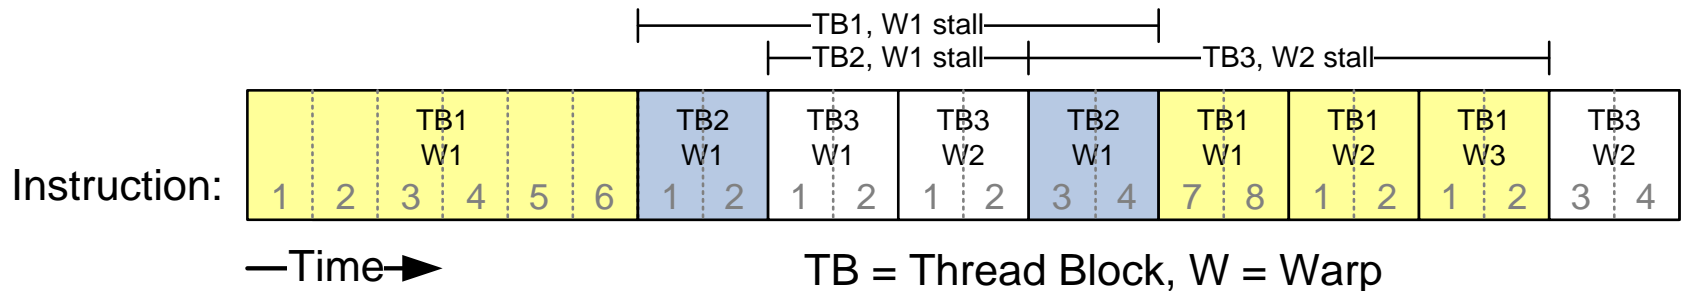 TB1, W1 stall
TB2, W1 stall TB3, W2 stall
TB1 TB2 TB3 TB3 TB2 TB1 TB1 TB1 TB3
W1 W1 W1 W2 W1 W1 W2 W3 W2
Instruction: 1 2 3 4 5 6 1 2 1 2 1 2 3 4 7 8 1 2 1 2 3 4
Time TB = Thread Block, W = Warp